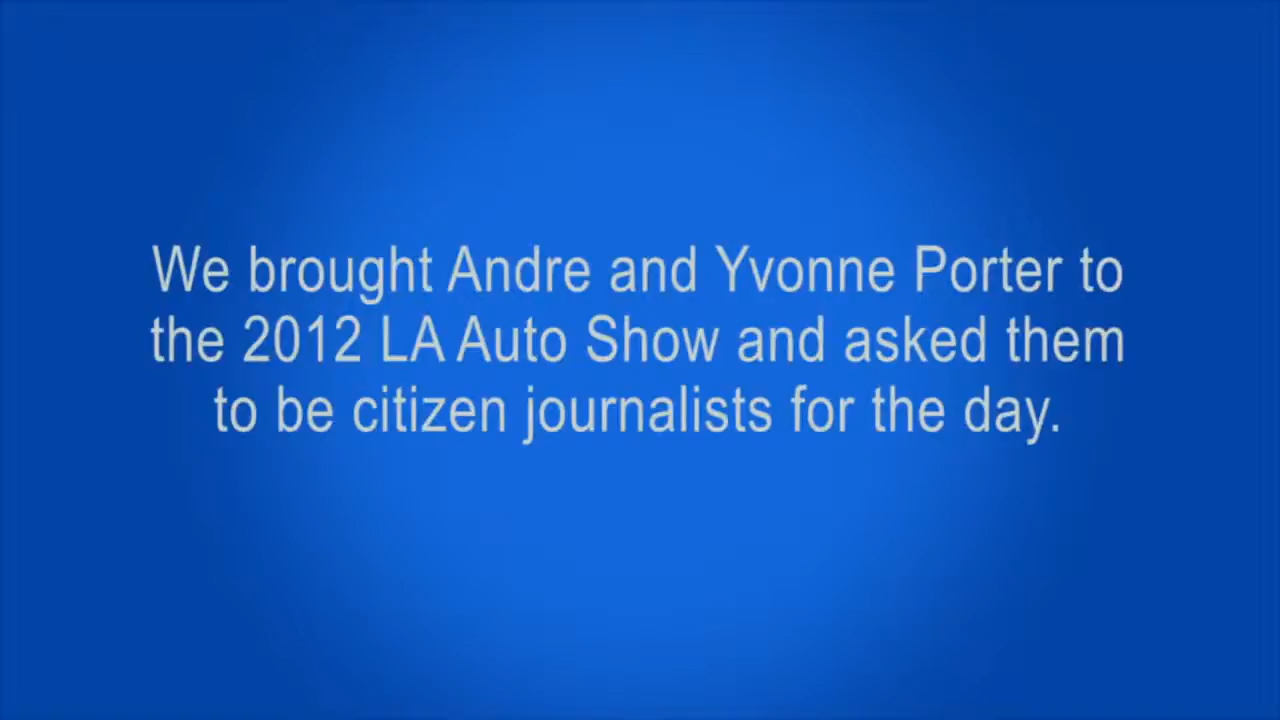 We brought Andre and Yvonne Porter to
the 2012 LA Auto Show and asked them
to be citizen journalists for the day.